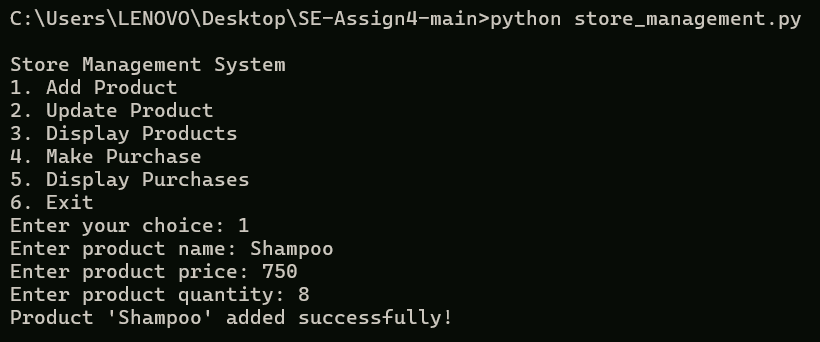 C:\Users\LENOVO\Desktop\SE-Assign4-main>python store_management.py
Store Management System
1. Add Product
2. Update Product
3. Display Products
4. Make Purchase
5. Display Purchases
6. Exit
Enter your choice: 1
Enter product name: Shampoo
Enter product price: 750
Enter product quantity: 8
Product 'Shampoo' added successfully!